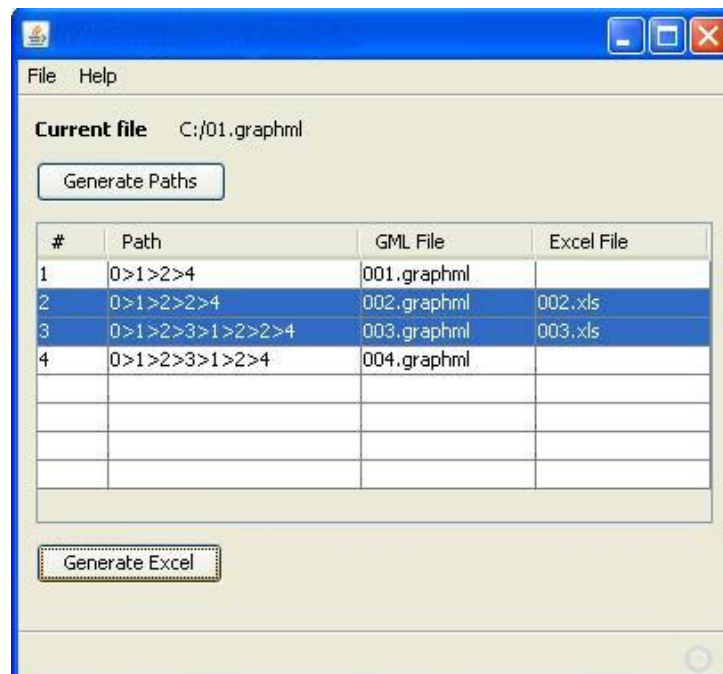 File Help
Current file C:/01.graphml
Generate Paths
# Path GML File Excel File
1 0>1>2>4 001.graphml
2 0>1>2>2>4 002.graphml 002.xls
3 0>1>2>3>1>2>2>4 003.graphml 003.xls
4 0>1>2>3>1>2>4 004.graphml
Generate Excel